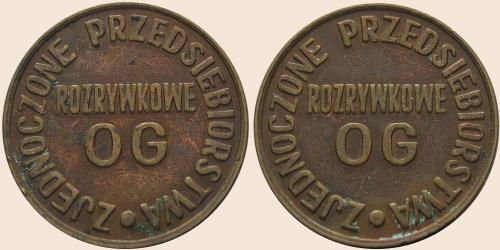 ZJEDNOCZONE PRZEDSIĘBIORSTWA
ROZRYWKOWE
OG
ZJEDNOCZONE PRZEDSIĘBIORSTWA
ROZRYWKOWE
OG